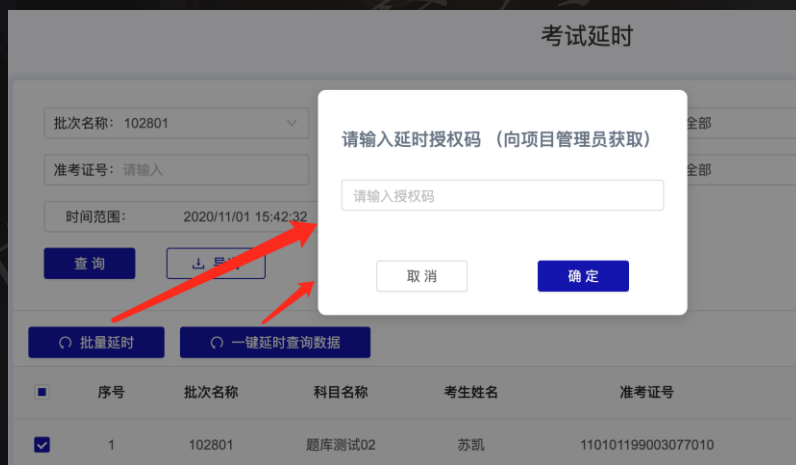 考试延时
批次名称: 102801
全部
准考证号: 请输入
全部
时间范围:
2020/11/01 15:42:32
请输入延时授权码 (向项目管理员获取)
请输入授权码
取 消
确 定
查 询
批量延时
一键延时查询数据
序号 批次名称 科目名称 考生姓名 准考证号
1 102801 题库测试02 苏凯 110101199003077010